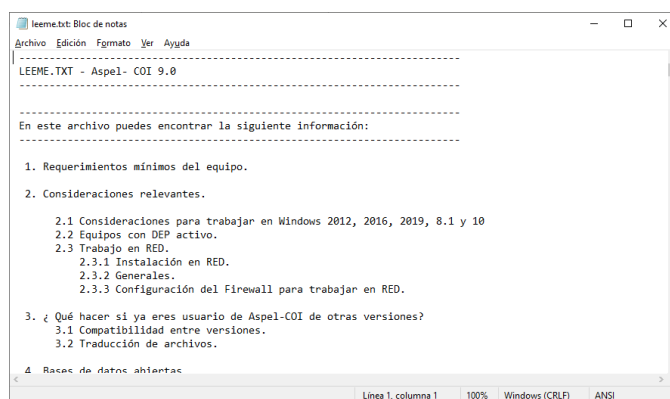 leeme.txt: Bloc de notas
Archivo Edición Formato Ver Ayuda
------------------------------------------------------------------------
LEEME.TXT - Aspel- COI 9.0
------------------------------------------------------------------------
------------------------------------------------------------------------
En este archivo puedes encontrar la siguiente información:
------------------------------------------------------------------------
1. Requerimientos mínimos del equipo.
2. Consideraciones relevantes.
2.1 Consideraciones para trabajar en Windows 2012, 2016, 2019, 8.1 y 10
2.2 Equipos con DEP activo.
2.3 Trabajo en RED.
2.3.1 Instalación en RED.
2.3.2 Generales.
2.3.3 Configuración del Firewall para trabajar en RED.
3. ¿ Qué hacer si ya eres usuario de Aspel-COI de otras versiones?
3.1 Compatibilidad entre versiones.
3.2 Traducción de archivos.
4. Bases de datos abiertas
Línea 1, columna 1 100% Windows (CRLF) ANSI